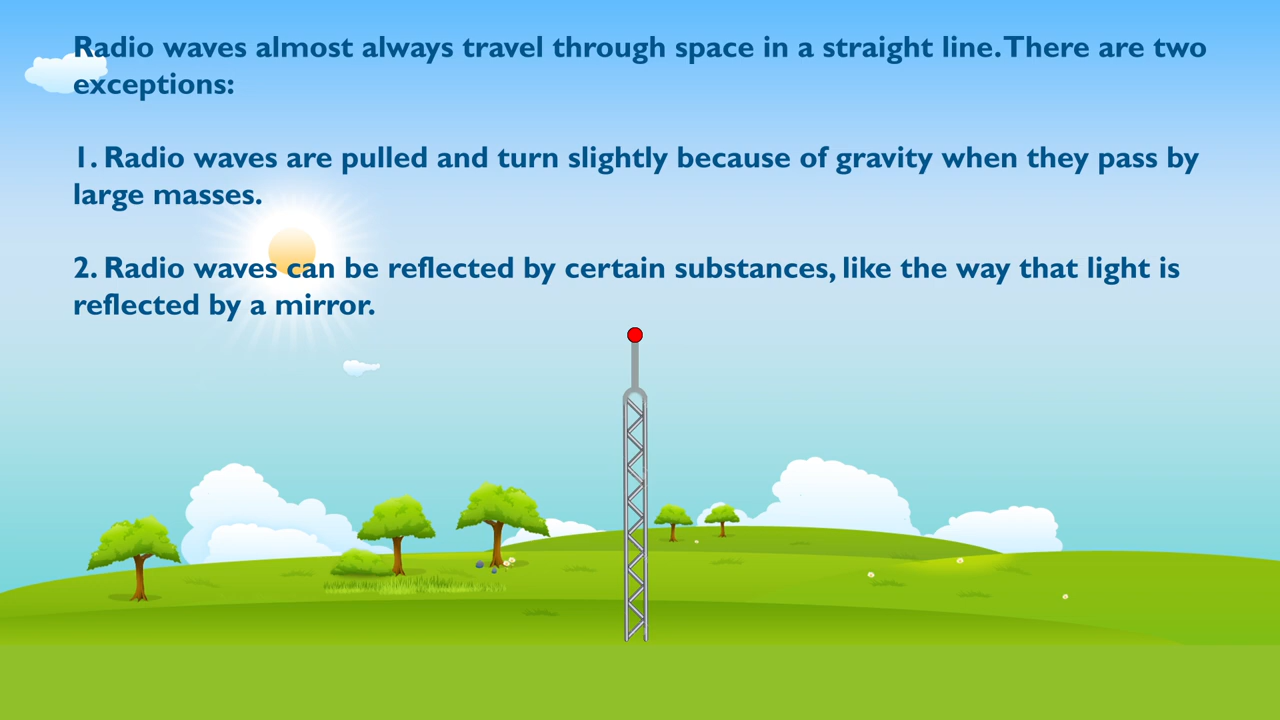 Radio waves almost always travel through space in a straight line. There are two
exceptions:
1. Radio waves are pulled and turn slightly because of gravity when they pass by
large masses.
2. Radio waves can be reflected by certain substances, like the way that light is
reflected by a mirror.